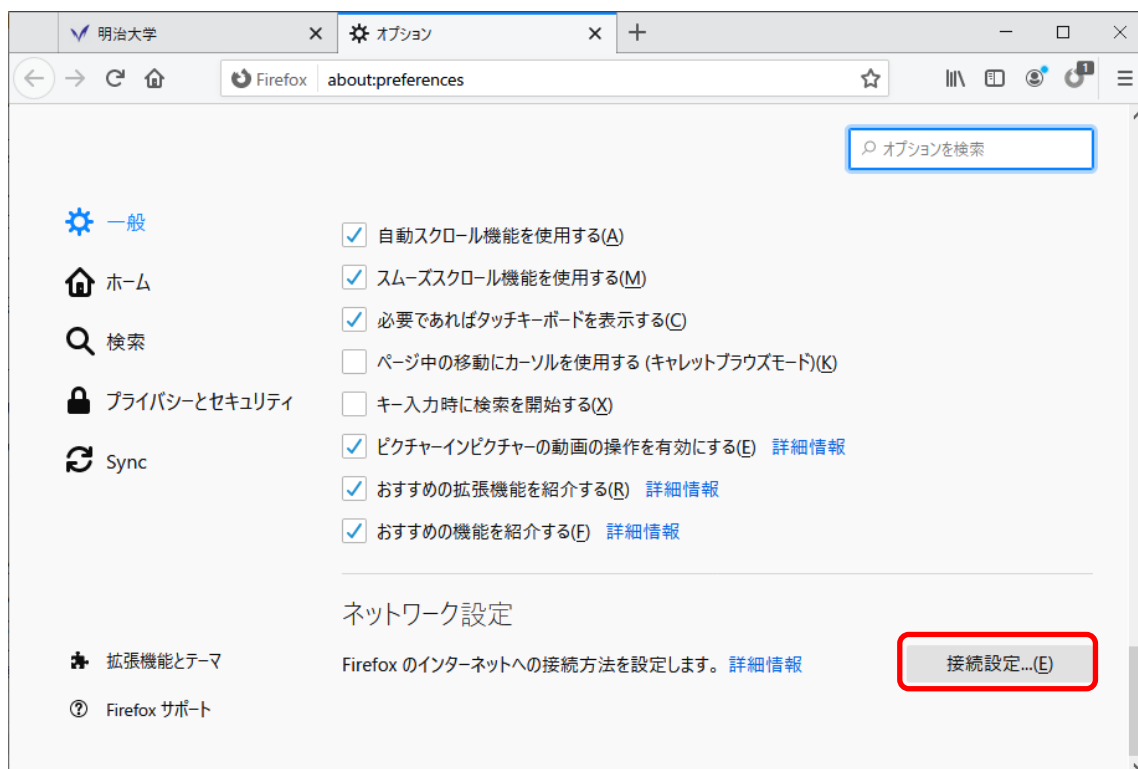 明治大学
オプション
1
Firefox about:preferences
オプションを検索
一般
ホーム
検索
プライバシーとセキュリティ
Sync
拡張機能とテーマ
Firefox サポート
自動スクロール機能を使用する(A)
スムーズスクロール機能を使用する(M)
必要であればタッチキーボードを表示する(C)
ページ中の移動にカーソルを使用する (キャレットブラウズモード)(K)
キー入力時に検索を開始する(X)
ピクチャーインピクチャーの動画の操作を有効にする(E) 詳細情報
おすすめの拡張機能を紹介する(R) 詳細情報
おすすめの機能を紹介する(F) 詳細情報
ネットワーク設定
Firefox のインターネットへの接続方法を設定します。 詳細情報
接続設定...(E)